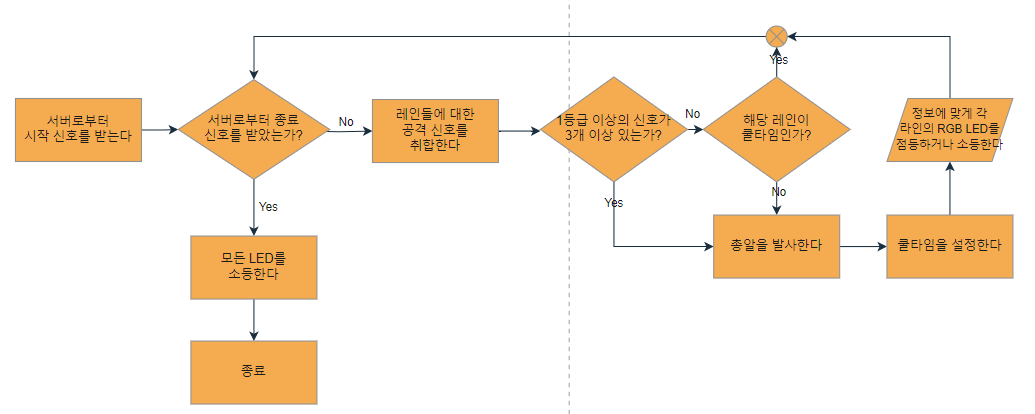 서버로부터
시작 신호를 받는다
서버로부터 종료
신호를 받았는가?
No
레인들에 대한
공격 신호를
취합한다
1등급 이상의 신호가
3개 이상 있는가?
No
해당 레인이
쿨타임인가?
Yes
정보에 맞게 각
라인의 RGB LED를
점등하거나 소등한다
Yes
모든 LED를
소등한다
종료
Yes
No
총알을 발사한다
쿨타임을 설정한다